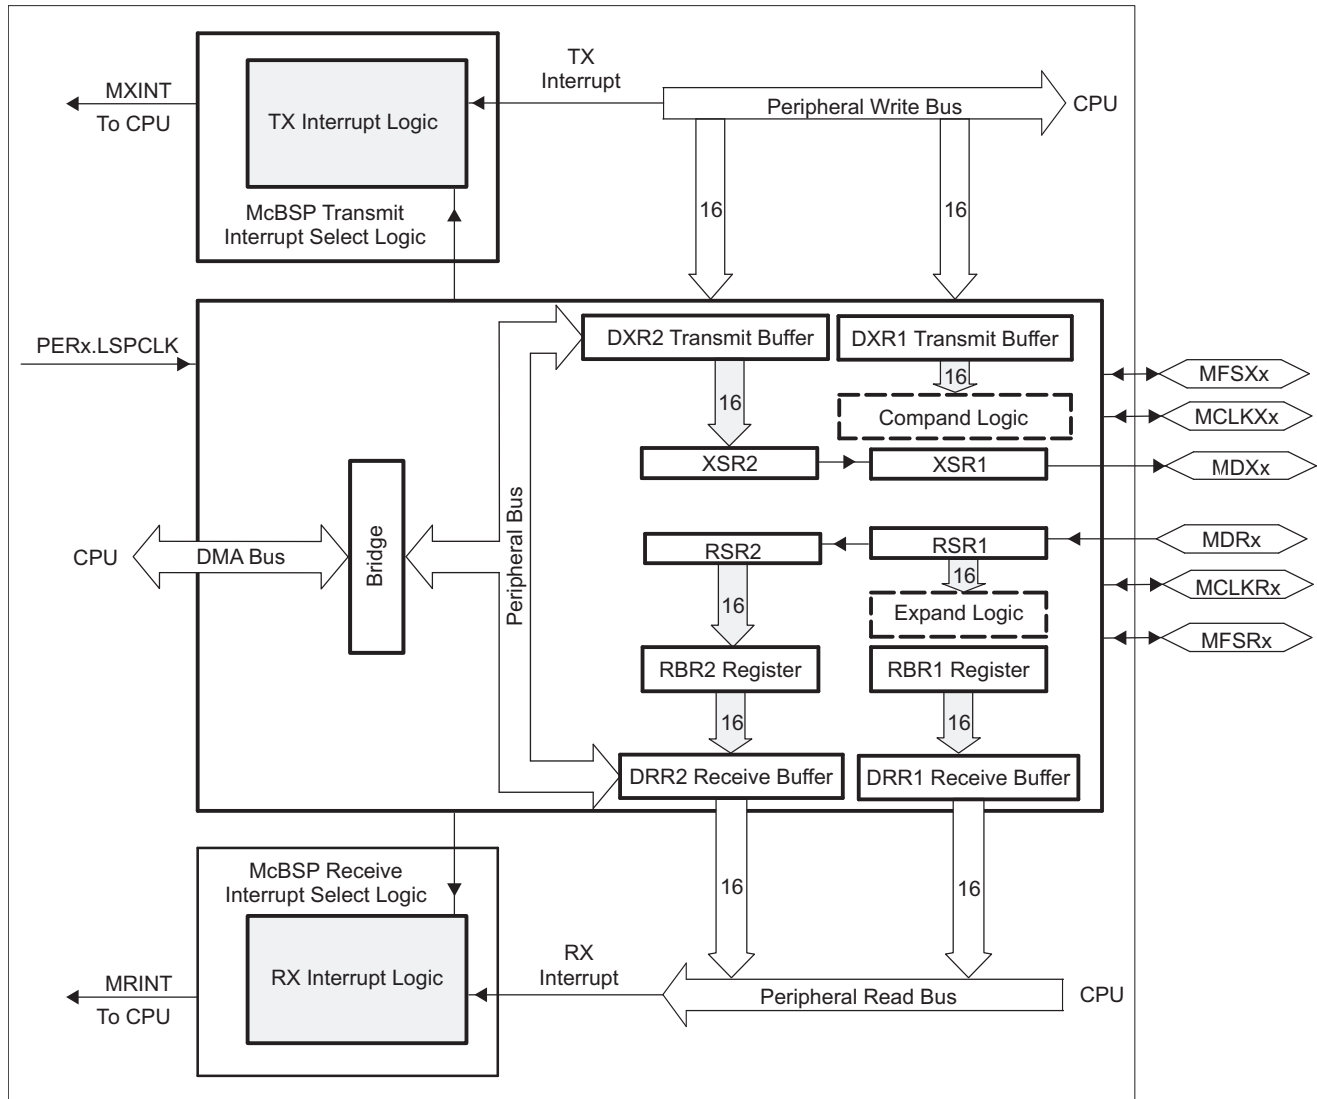 MXINT
To CPU
TX Interrupt Logic
McBSP Transmit
Interrupt Select Logic
TX
Interrupt
Peripheral Write Bus
CPU
16
16
PERx.LSPCLK
DXR2 Transmit Buffer
DXR1 Transmit Buffer
16
16
Compand Logic
XSR2
XSR1
MFSXx
MCLKXx
MDXx
CPU
DMA Bus
Bridge
Peripheral Bus
RSR2
RSR1
16
16
Expand Logic
RBR2 Register
RBR1 Register
16
16
DRR2 Receive Buffer
DRR1 Receive Buffer
MDRx
MCLKRx
MFSRx
McBSP Receive
Interrupt Select Logic
RX Interrupt Logic
MRINT
To CPU
RX
Interrupt
16
16
Peripheral Read Bus
CPU